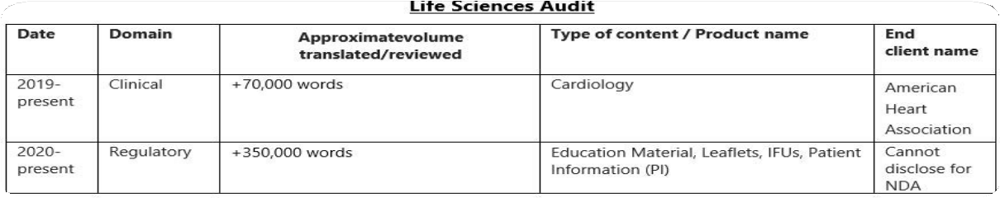 Life Sciences Audit
Date
Domain
Approximatevolume
translated/reviewed
Type of content / Product name
End
client name
2019-
present
Clinical
+70,000 words
Cardiology
American
Heart
Association
2020-
present
Regulatory
+350,000 words
Education Material, Leaflets, IFUs, Patient
Information (PI)
Cannot
disclose for
NDA